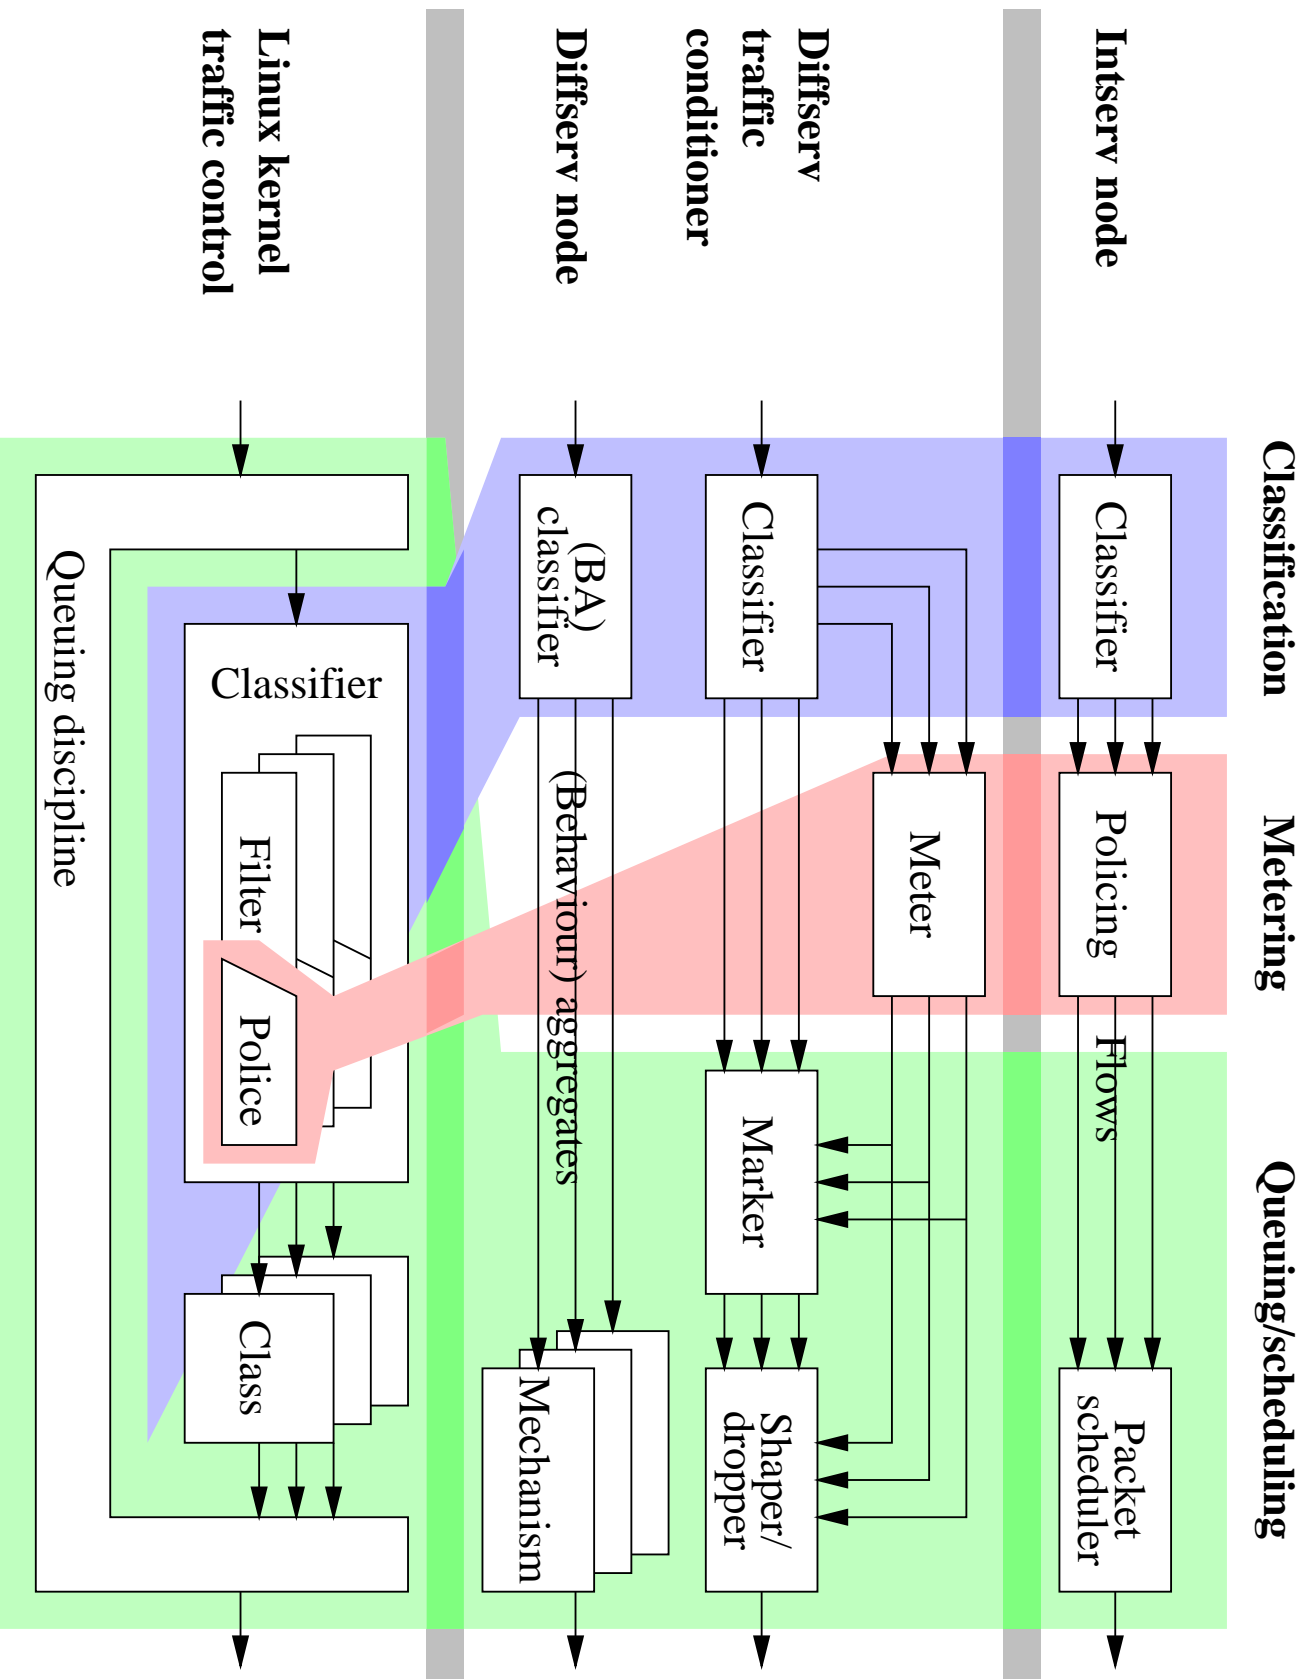 Classification
Metering
Queuing/scheduling
Intserv node
Classifier
Policing
Flows
Packet
scheduler
Diffserv
traffic
conditioner
Meter
Classifier
Marker
Shaper/
dropper
Diffserv node
(BA)
classifier
(Behaviour) aggregates
Mechanism
Linux kernel
traffic control
Classifier
Filter
Police
Class
Queuing discipline